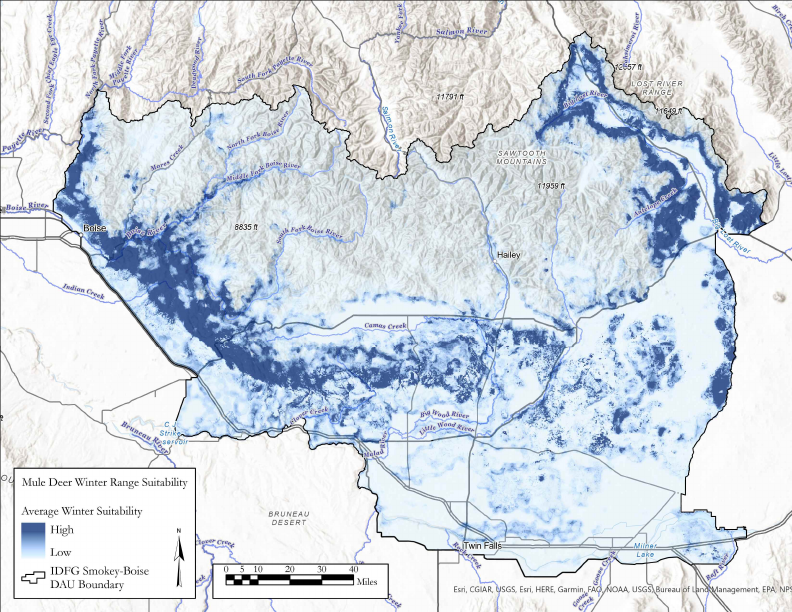 Salmon River
Yankee Fork
North Fork Payette River
Middle Fork Payette River
Deadwood River
South Fork Payette River
Payette River
Salmon River
11791 ft
12657 ft
LOST RIVER
RANGE
11649 ft
Big Lost River
Mores Creek
North Fork Boise River
Middle Fork Boise River
SAWTOOTH
MOUNTAINS
11959 ft
Antelope Creek
Boise River
Boise
8835 ft
South Fork Boise River
Hailey
Big Lost River
Indian Creek
Camas Creek
Clover Creek
Big Wood River
Little Wood River
Malad River
C. J.
Strike
Reservoir
Bruneau River
BRUNEAU
DESERT
Twin Falls
Milner
Lake
Raft River
Goose Creek
Clover Creek
Mule Deer Winter Range Suitability
Average Winter Suitability
High
Low
IDFG Smokey-Boise
DAU Boundary
N
0 5 10 20 30 40
Miles
Esri, CGIAR, USGS, Esri, HERE, Garmin, FAO, NOAA, USGS, Bureau of Land Management, EPA, NPS